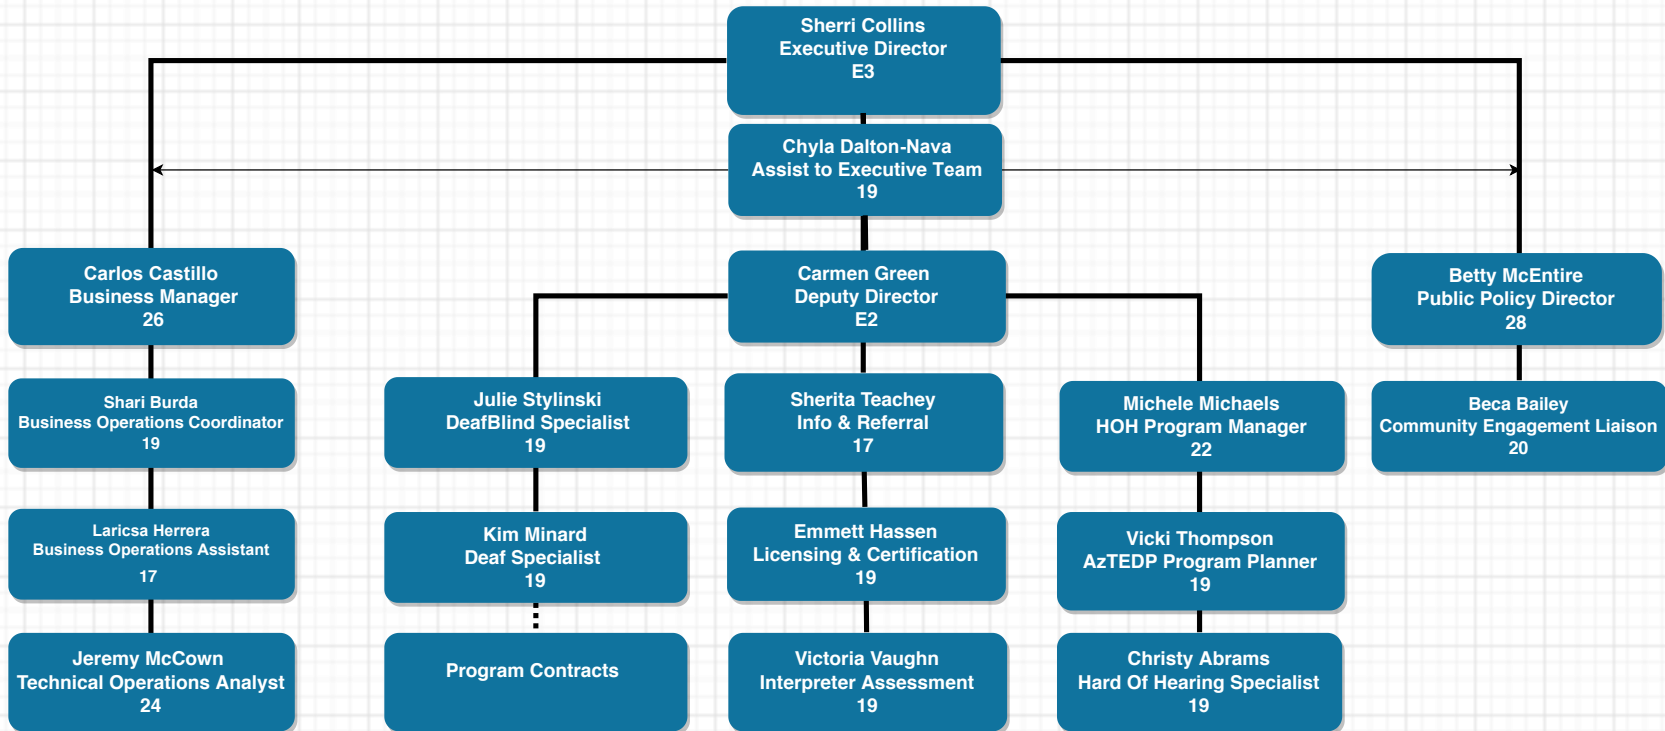 Sherri Collins
Executive Director
E3
Chyla Dalton-Nava
Assist to Executive Team
19
Carlos Castillo
Business Manager
26
Carmen Green
Deputy Director
E2
Betty McEntire
Public Policy Director
28
Shari Burda
Business Operations Coordinator
19
Julie Stylinski
DeafBlind Specialist
19
Sherita Teachey
Info & Referral
17
Michele Michaels
HOH Program Manager
22
Beca Bailey
Community Engagement Liaison
20
Laricsa Herrera
Business Operations Assistant
17
Kim Minard
Deaf Specialist
19
Emmett Hassen
Licensing & Certification
19
Vicki Thompson
AzTEDP Program Planner
19
Jeremy McCown
Technical Operations Analyst
24
Program Contracts
Victoria Vaughn
Interpreter Assessment
19
Christy Abrams
Hard Of Hearing Specialist
19